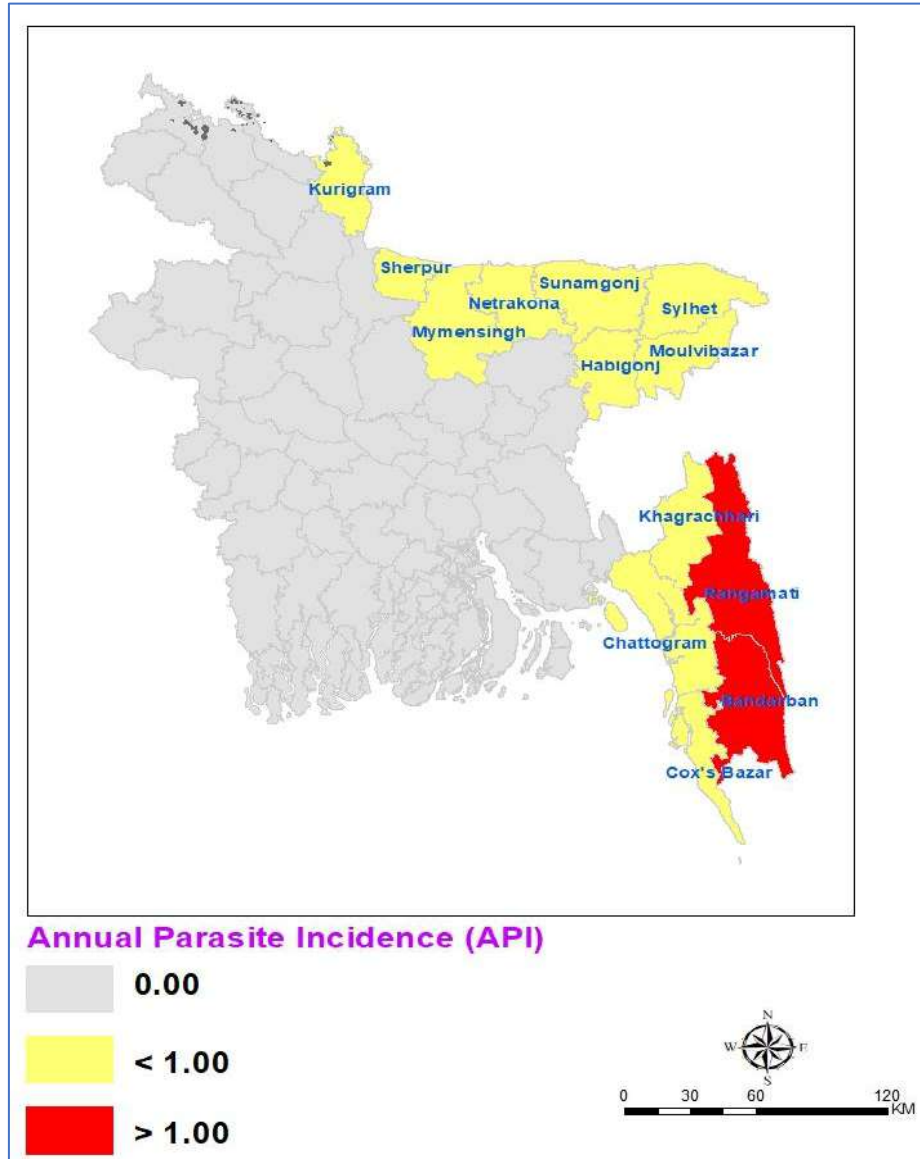 Kurigram
Sherpur
Sunamgonj
Netrakona
Sylhet
Mymensingh
Moulvibazar
Habigonj
Khagrachhari
Rangamati
Chattogram
Bandarban
Cox's Bazar
Annual Parasite Incidence (API)
0.00
< 1.00
> 1.00
N
W E
S
0 30 60 120
KM